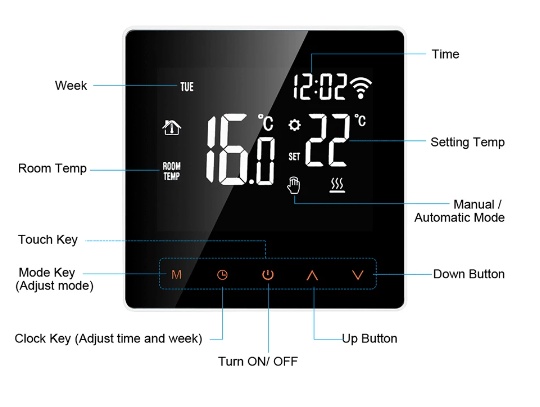 Time
Week
TUE
12:02
16.0
°C
22
°C
SET
ROOM
TEMP
Room Temp
Setting Temp
Manual /
Automatic Mode
Touch Key
Mode Key
(Adjust mode)
M
Down Button
Clock Key (Adjust time and week)
Up Button
Turn ON/ OFF